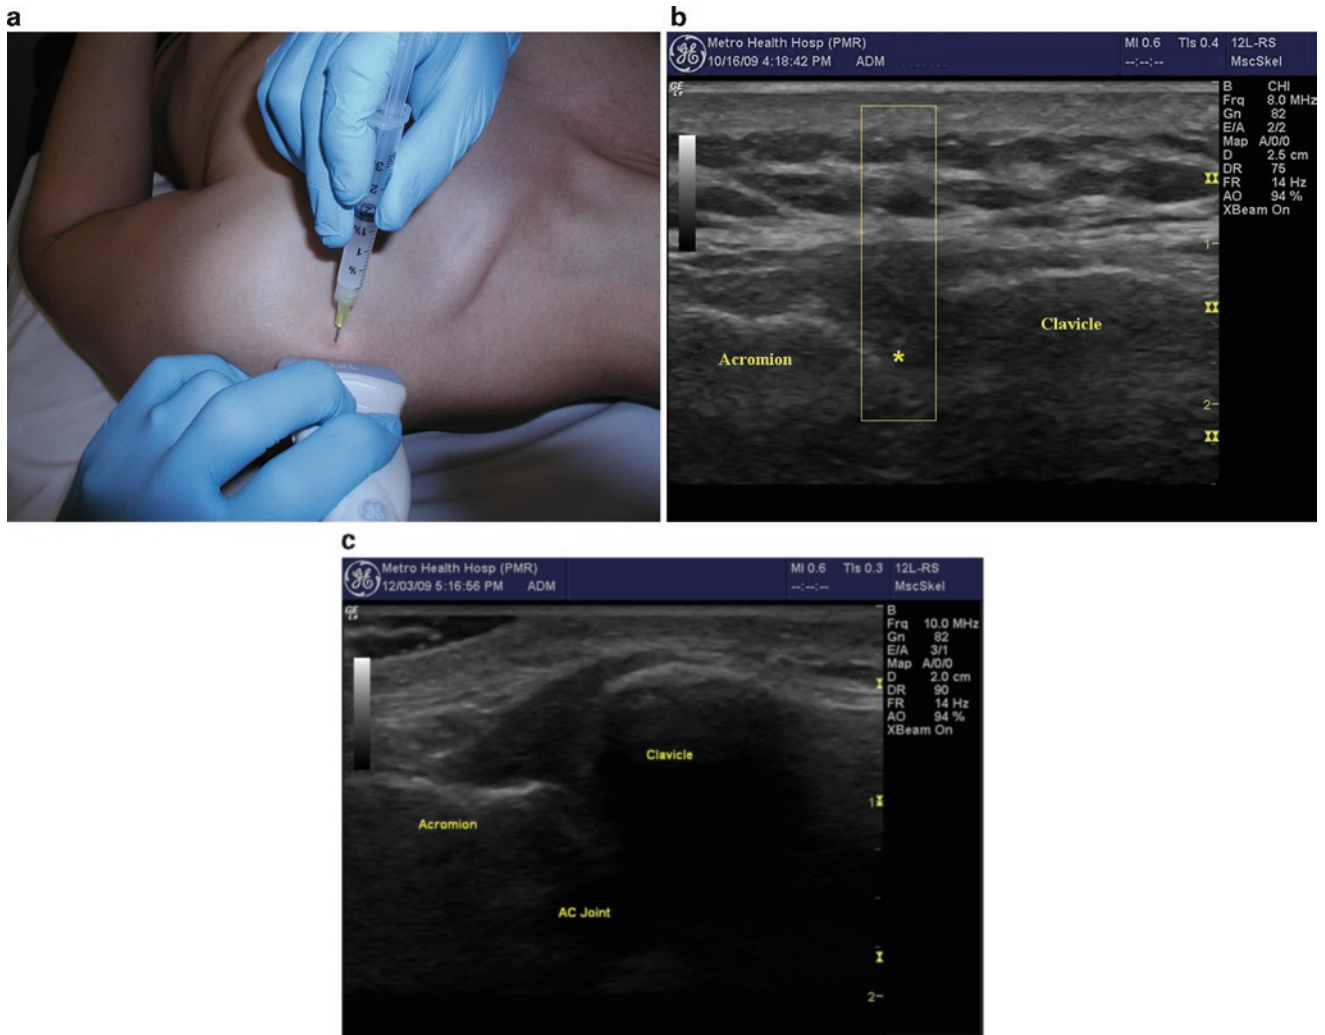 a
b
Metro Health Hosp (PMR)
10/16/09 4:18:42 PM ADM
MI 0.6 TIs 0.4
--:--:--
12L-RS
MscSkel
B CHI
Frq 8.0 MHz
Gn 82
E/A 2/2
Map A/0/0
D 2.5 cm
DR 75
FR 14 Hz
AO 94 %
XBeam On
1
Clavicle
Acromion
*
2
c
Metro Health Hosp (PMR)
12/03/09 5:16:56 PM ADM
MI 0.6 TIs 0.3
--:--:--
12L-RS
MscSkel
B
Frq 10.0 MHz
Gn 82
E/A 3/1
Map A/0/0
D 2.0 cm
DR 90
FR 14 Hz
AO 94 %
XBeam On
Clavicle
1
Acromion
AC Joint
2